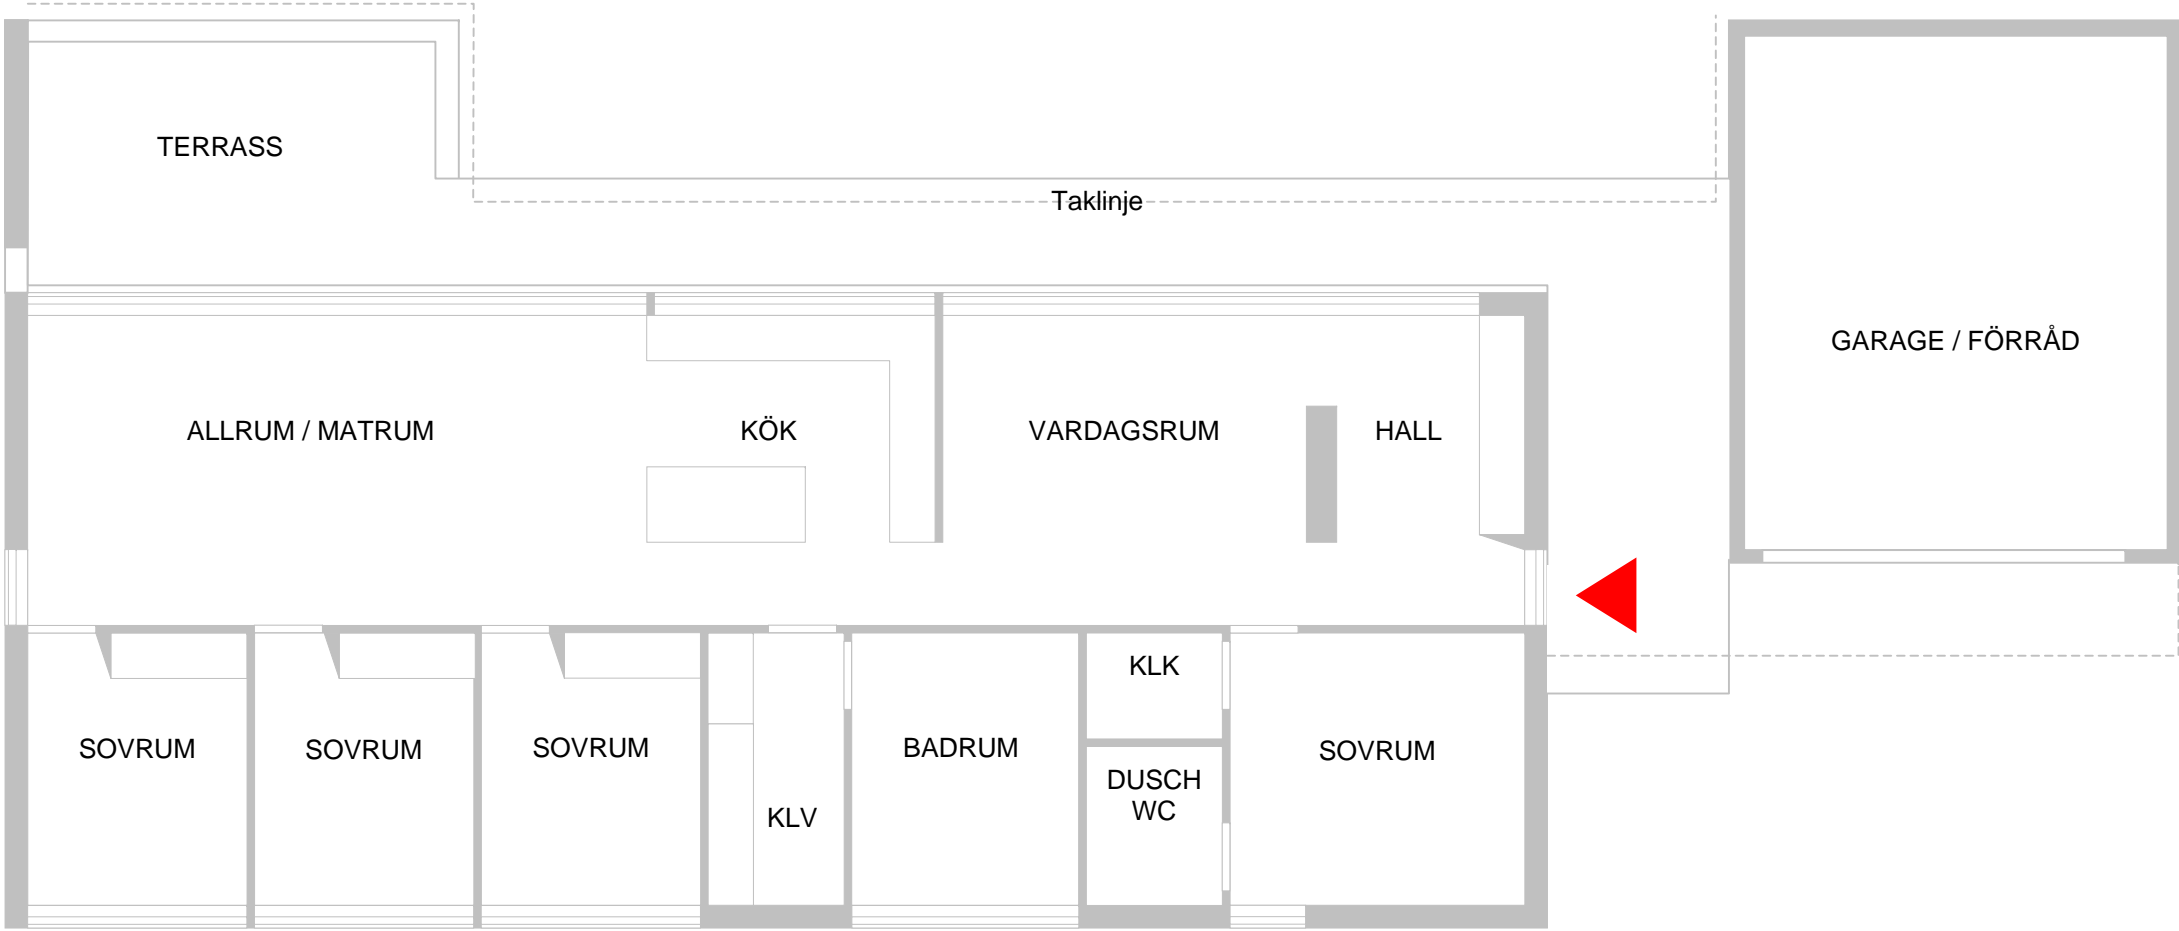 TERRASS
Taklinje
GARAGE / FÖRRÅD
ALLRUM / MATRUM
KÖK
VARDAGSRUM
HALL
KLK
SOVRUM
SOVRUM
SOVRUM
BADRUM
SOVRUM
DUSCH
WC
KLV